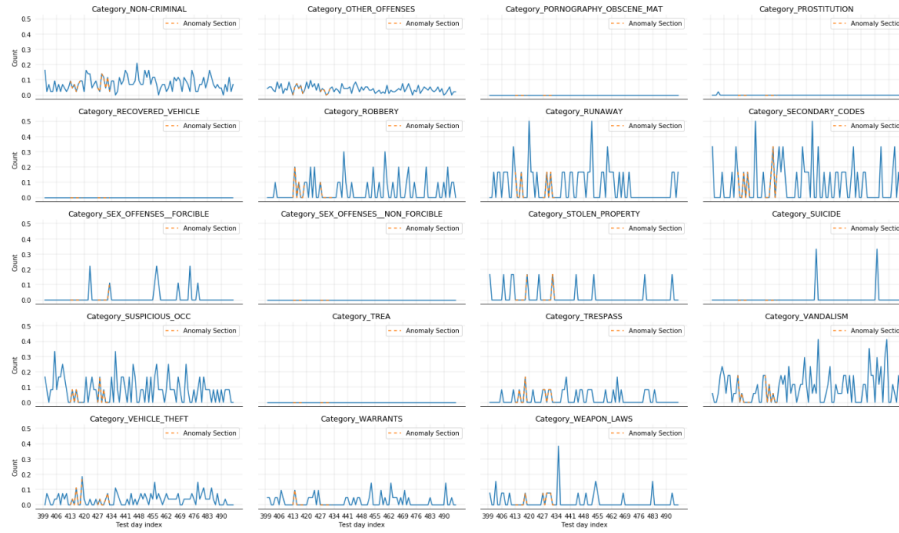 Category_NON-CRIMINAL Category_OTHER_OFFENSES Category_PORNOGRAPHY_OBSCENE_MAT Category_PROSTITUTION
Anomaly Section Anomaly Section Anomaly Section Anomaly Section
Count
0.5
0.4
0.3
0.2
0.1
0.0
Category_RECOVERED_VEHICLE Category_ROBBERY Category_RUNAWAY Category_SECONDARY_CODES
Anomaly Section Anomaly Section Anomaly Section Anomaly Section
Count
0.5
0.4
0.3
0.2
0.1
0.0
Category_SEX_OFFENSES__FORCIBLE Category_SEX_OFFENSES__NON_FORCIBLE Category_STOLEN_PROPERTY Category_SUICIDE
Anomaly Section Anomaly Section Anomaly Section Anomaly Section
Count
0.5
0.4
0.3
0.2
0.1
0.0
Category_SUSPICIOUS_OCC Category_TREA Category_TRESPASS Category_VANDALISM
Anomaly Section Anomaly Section Anomaly Section Anomaly Section
Count
0.5
0.4
0.3
0.2
0.1
0.0
Category_VEHICLE_THEFT Category_WARRANTS Category_WEAPON_LAWS
Anomaly Section Anomaly Section Anomaly Section
Count
0.5
0.4
0.3
0.2
0.1
0.0
399 406 413 420 427 434 441 448 455 462 469 476 483 490 399 406 413 420 427 434 441 448 455 462 469 476 483 490 399 406 413 420 427 434 441 448 455 462 469 476 483 490
Test day index Test day index Test day index